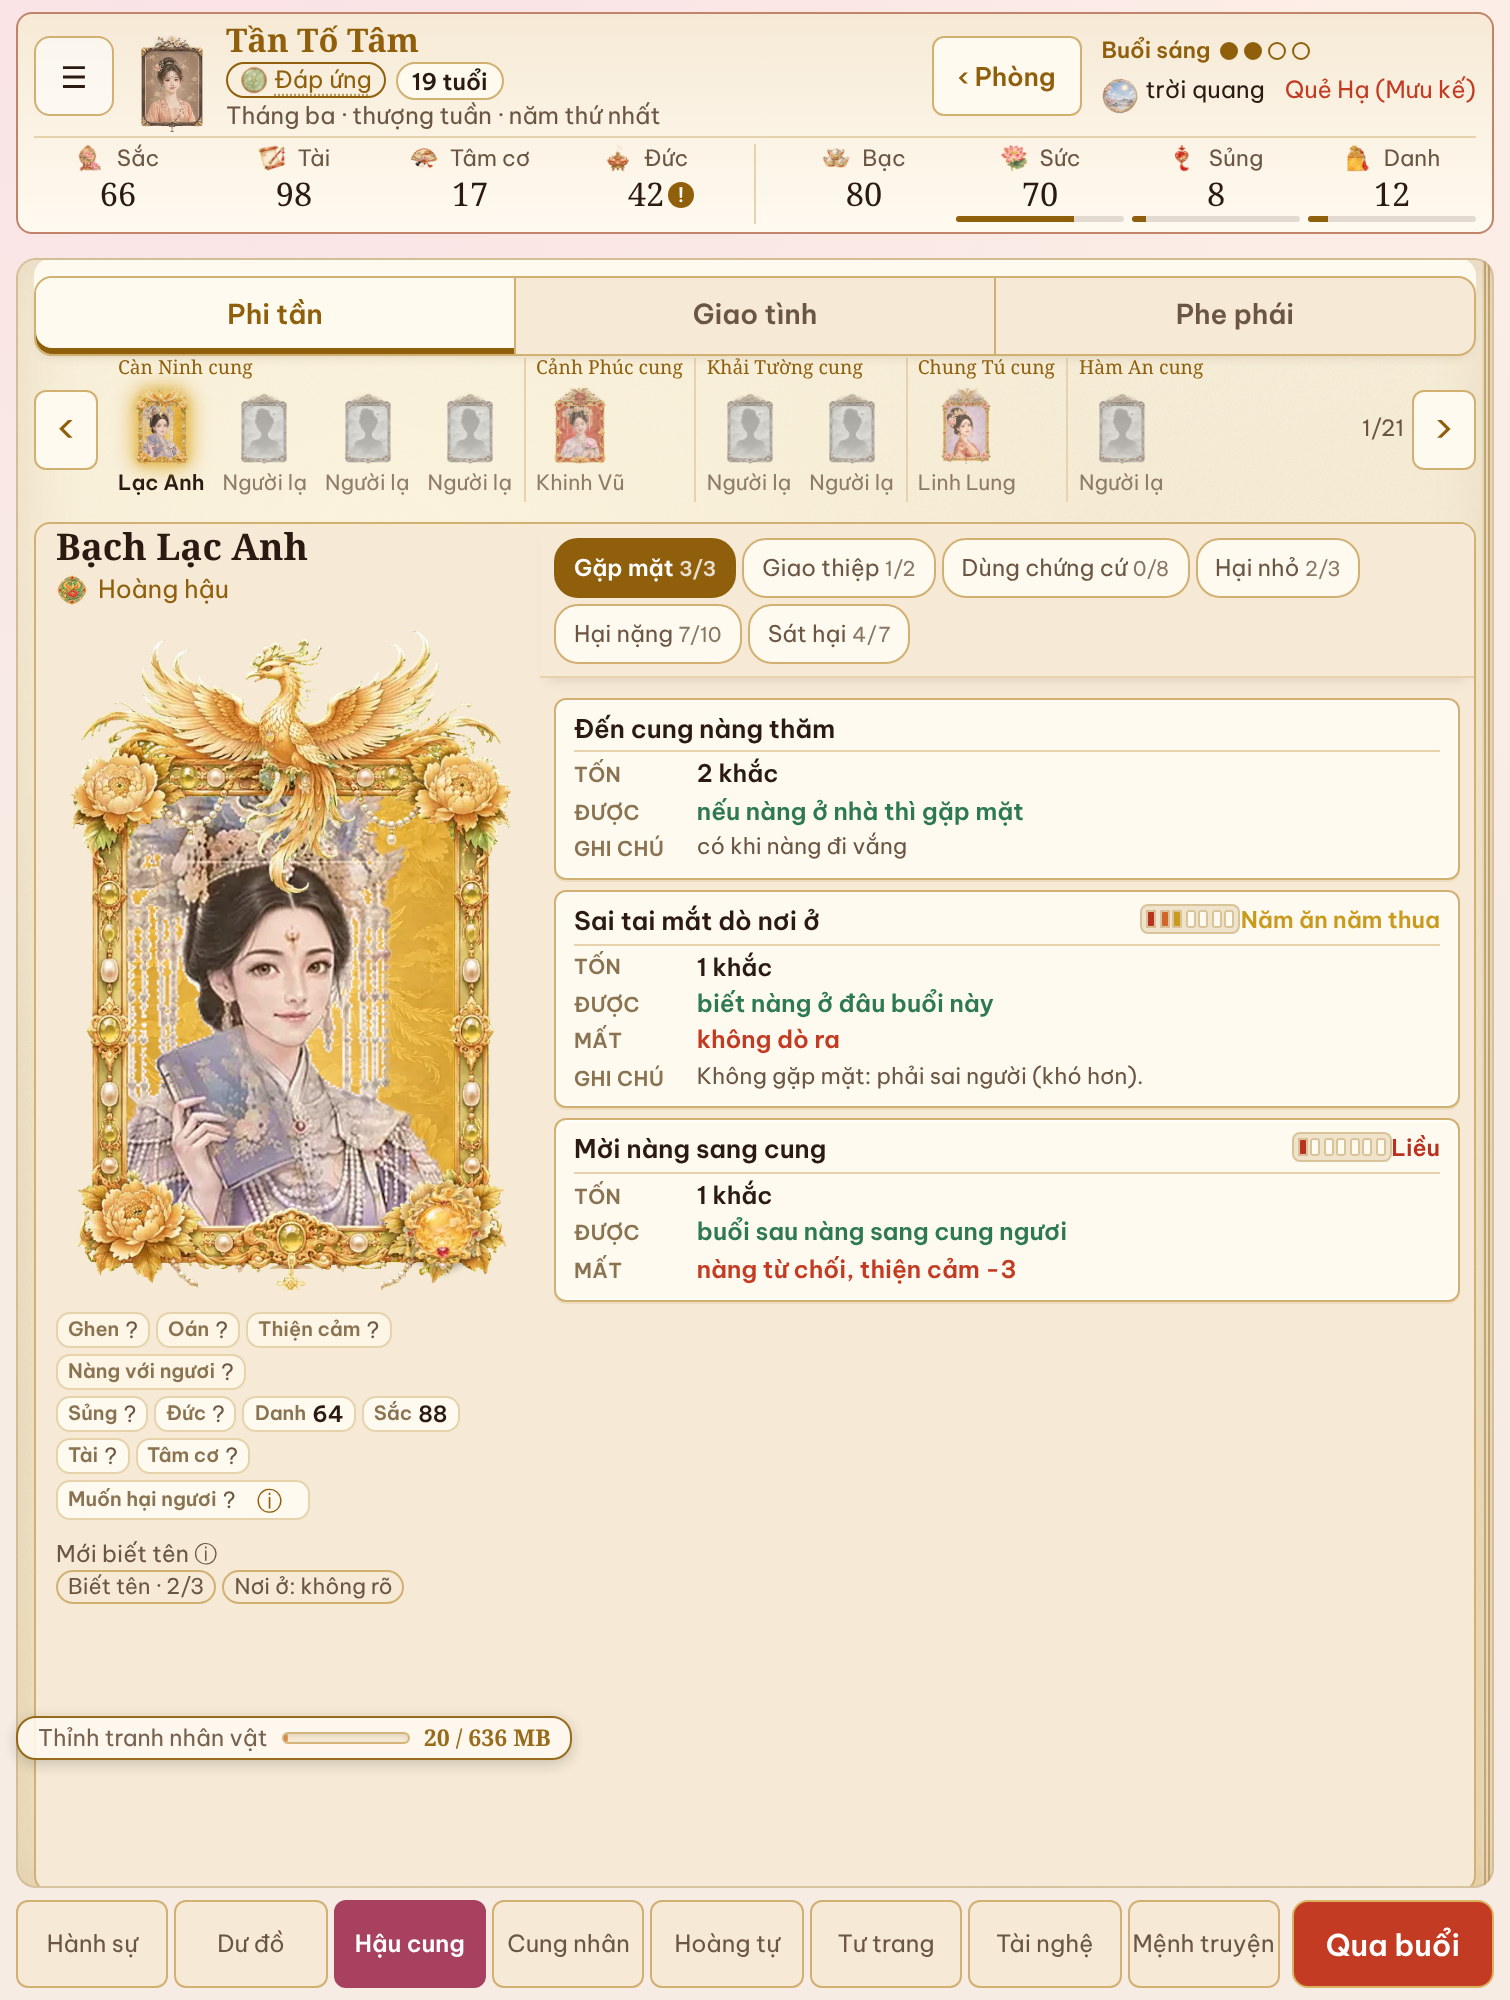 ☰
Tần Tố Tâm
Đáp ứng
19 tuổi
Tháng ba · thượng tuần · năm thứ nhất
‹ Phòng
Buổi sáng
trời quang
Quẻ Hạ (Mưu kế)
Sắc
66
Tài
98
Tâm cơ
17
Đức
42 !
Bạc
80
Sức
70
Sủng
8
Danh
12
Phi tần
Giao tình
Phe phái
‹
Càn Ninh cung
Lạc Anh
Người lạ
Người lạ
Người lạ
Cảnh Phúc cung
Khinh Vũ
Khải Tường cung
Người lạ
Người lạ
Chung Tú cung
Linh Lung
Hàm An cung
Người lạ
1/21
›
Bạch Lạc Anh
Hoàng hậu
Ghen ?
Oán ?
Thiện cảm ?
Nàng với ngươi ?
Sủng ?
Đức ?
Danh 64
Sắc 88
Tài ?
Tâm cơ ?
Muốn hại ngươi ? ⓘ
Mới biết tên ⓘ
Biết tên · 2/3
Nơi ở: không rõ
Gặp mặt 3/3
Giao thiệp 1/2
Dùng chứng cứ 0/8
Hại nhỏ 2/3
Hại nặng 7/10
Sát hại 4/7
Đến cung nàng thăm
TỐN 2 khắc
ĐƯỢC nếu nàng ở nhà thì gặp mặt
GHI CHÚ có khi nàng đi vắng
Sai tai mắt dò nơi ở
Năm ăn năm thua
TỐN 1 khắc
ĐƯỢC biết nàng ở đâu buổi này
MẤT không dò ra
GHI CHÚ Không gặp mặt: phải sai người (khó hơn).
Mời nàng sang cung
Liều
TỐN 1 khắc
ĐƯỢC buổi sau nàng sang cung ngươi
MẤT nàng từ chối, thiện cảm -3
Thỉnh tranh nhân vật
20 / 636 MB
Hành sự
Dư đồ
Hậu cung
Cung nhân
Hoàng tự
Tư trang
Tài nghệ
Mệnh truyện
Qua buổi